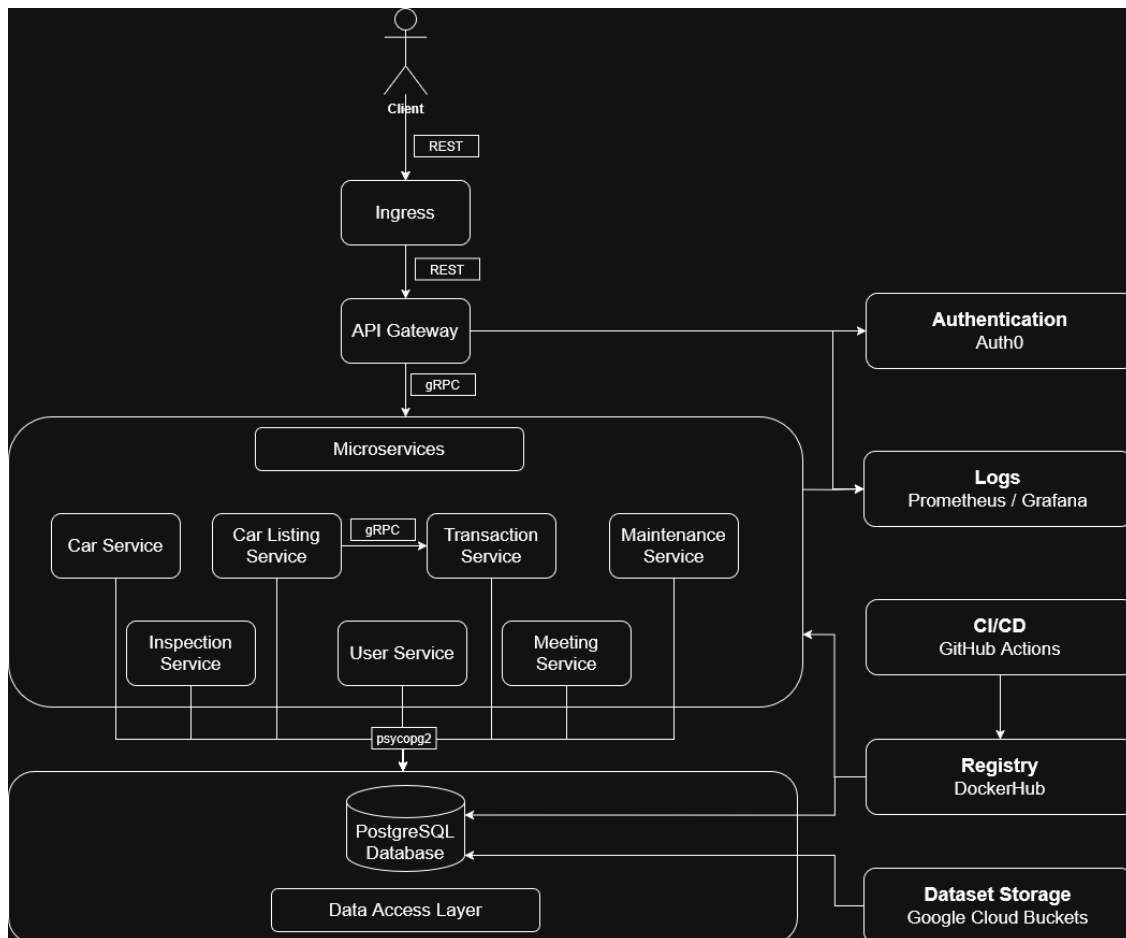 Client
REST
Ingress
REST
API Gateway
Authentication
Auth0
gRPC
Microservices
Logs
Prometheus / Grafana
Car Service
Car Listing
Service
gRPC
Transaction
Service
Maintenance
Service
Inspection
Service
User Service
Meeting
Service
CI/CD
GitHub Actions
psycopg2
Registry
DockerHub
PostgreSQL
Database
Data Access Layer
Dataset Storage
Google Cloud Buckets